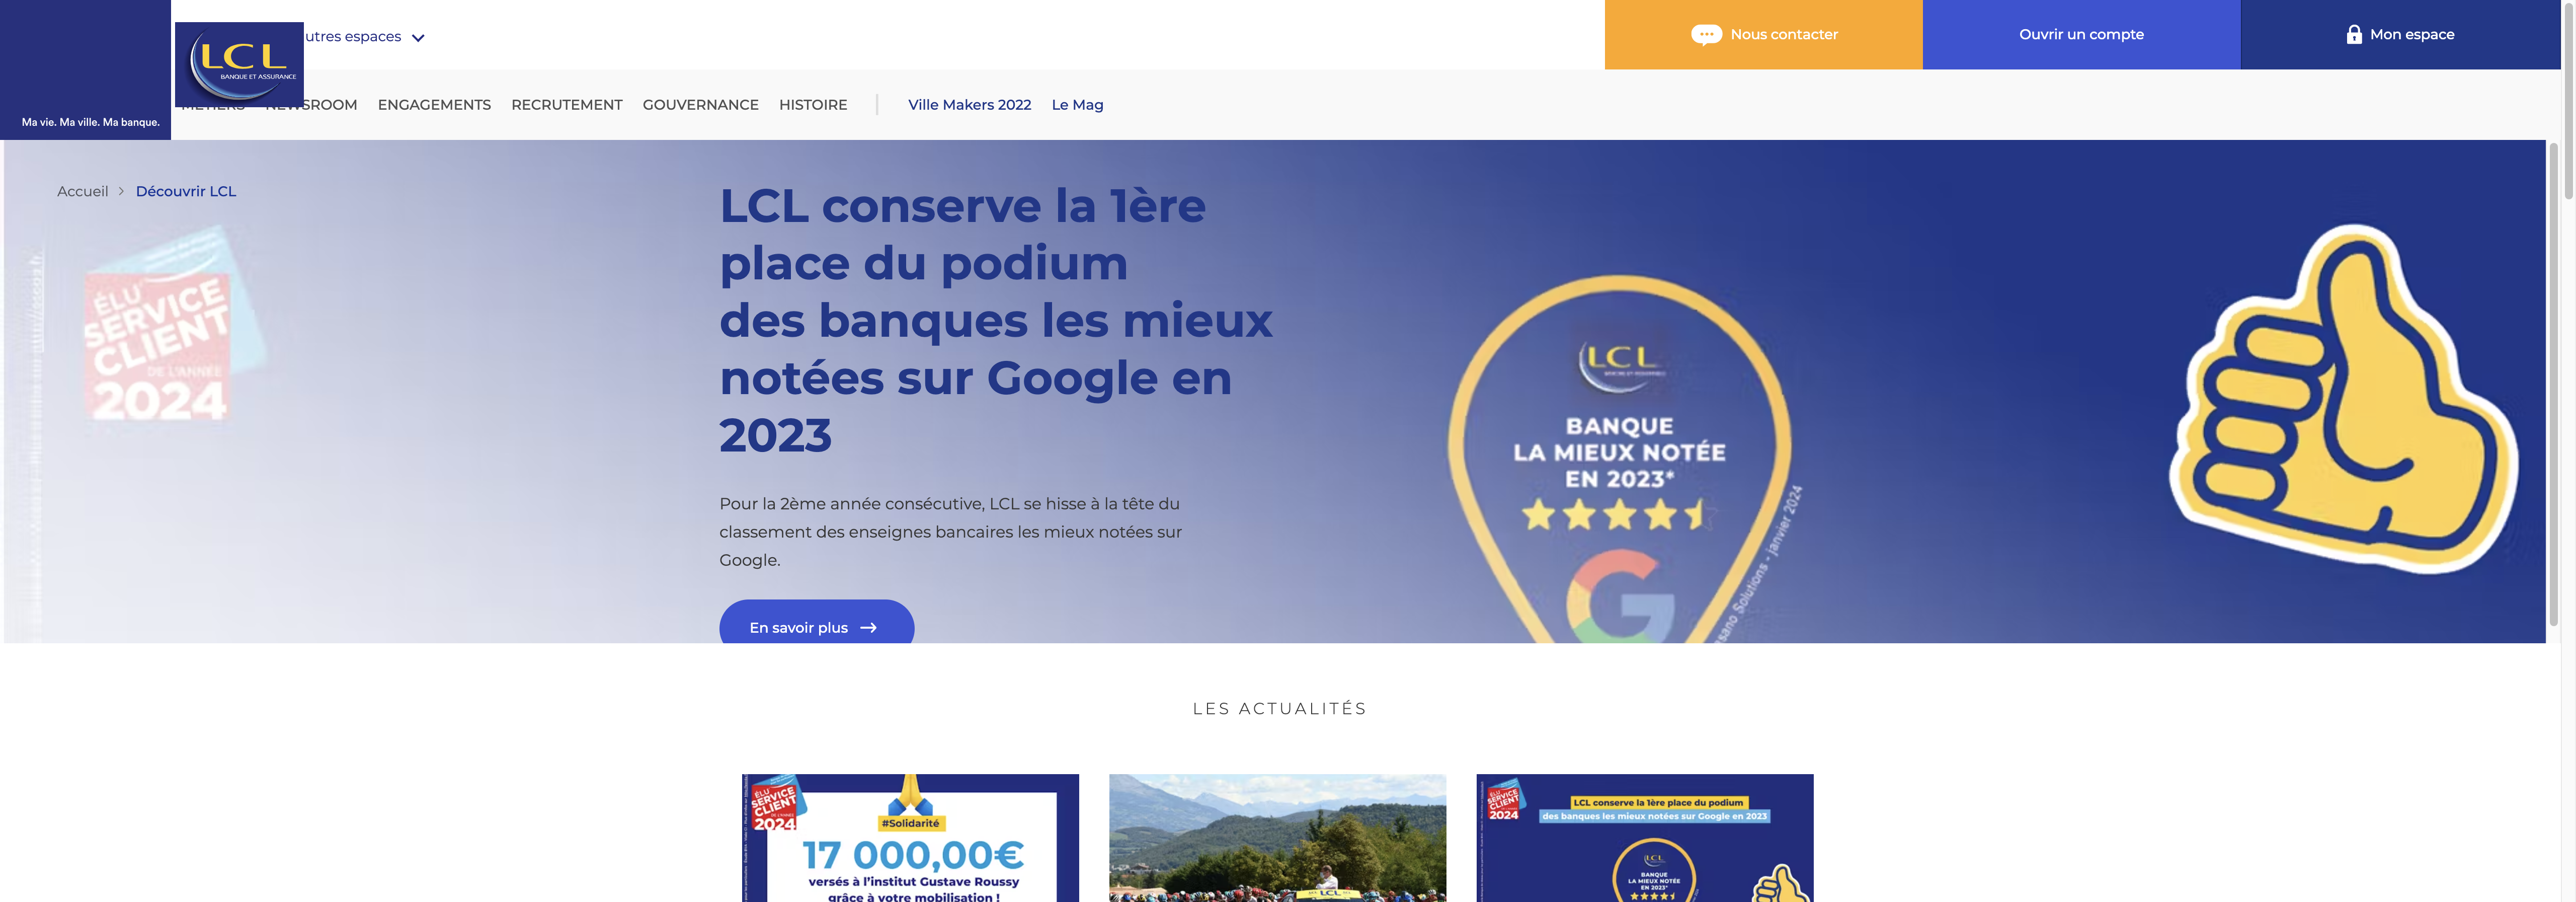 utres espaces
Nous contacter
Ouvrir un compte
Mon espace
LCL
BANQUE ET ASSURANCE
Ma vie. Ma ville. Ma banque.
MÉTIERS
NEWSROOM
ENGAGEMENTS
RECRUTEMENT
GOUVERNANCE
HISTOIRE
Ville Makers 2022
Le Mag
Accueil > Découvrir LCL
ÉLU
SERVICE
CLIENT
DE L'ANNÉE
2024
LCL conserve la 1ère
place du podium
des banques les mieux
notées sur Google en
2023
Pour la 2ème année consécutive, LCL se hisse à la tête du
classement des enseignes bancaires les mieux notées sur
Google.
En savoir plus
LCL
BANQUE
LA MIEUX NOTÉE
EN 2023*
G
Solutions - janvier 2024
LES ACTUALITÉS
ÉLU
SERVICE
CLIENT
DE L'ANNÉE
2024
#Solidarité
17 000,00€
versés à l'institut Gustave Roussy
grâce à votre mobilisation !
LCL
ÉLU
SERVICE
CLIENT
DE L'ANNÉE
2024
LCL conserve la 1ère place du podium
des banques les mieux notées sur Google en 2023
LCL
BANQUE
LA MIEUX NOTÉE
EN 2023*